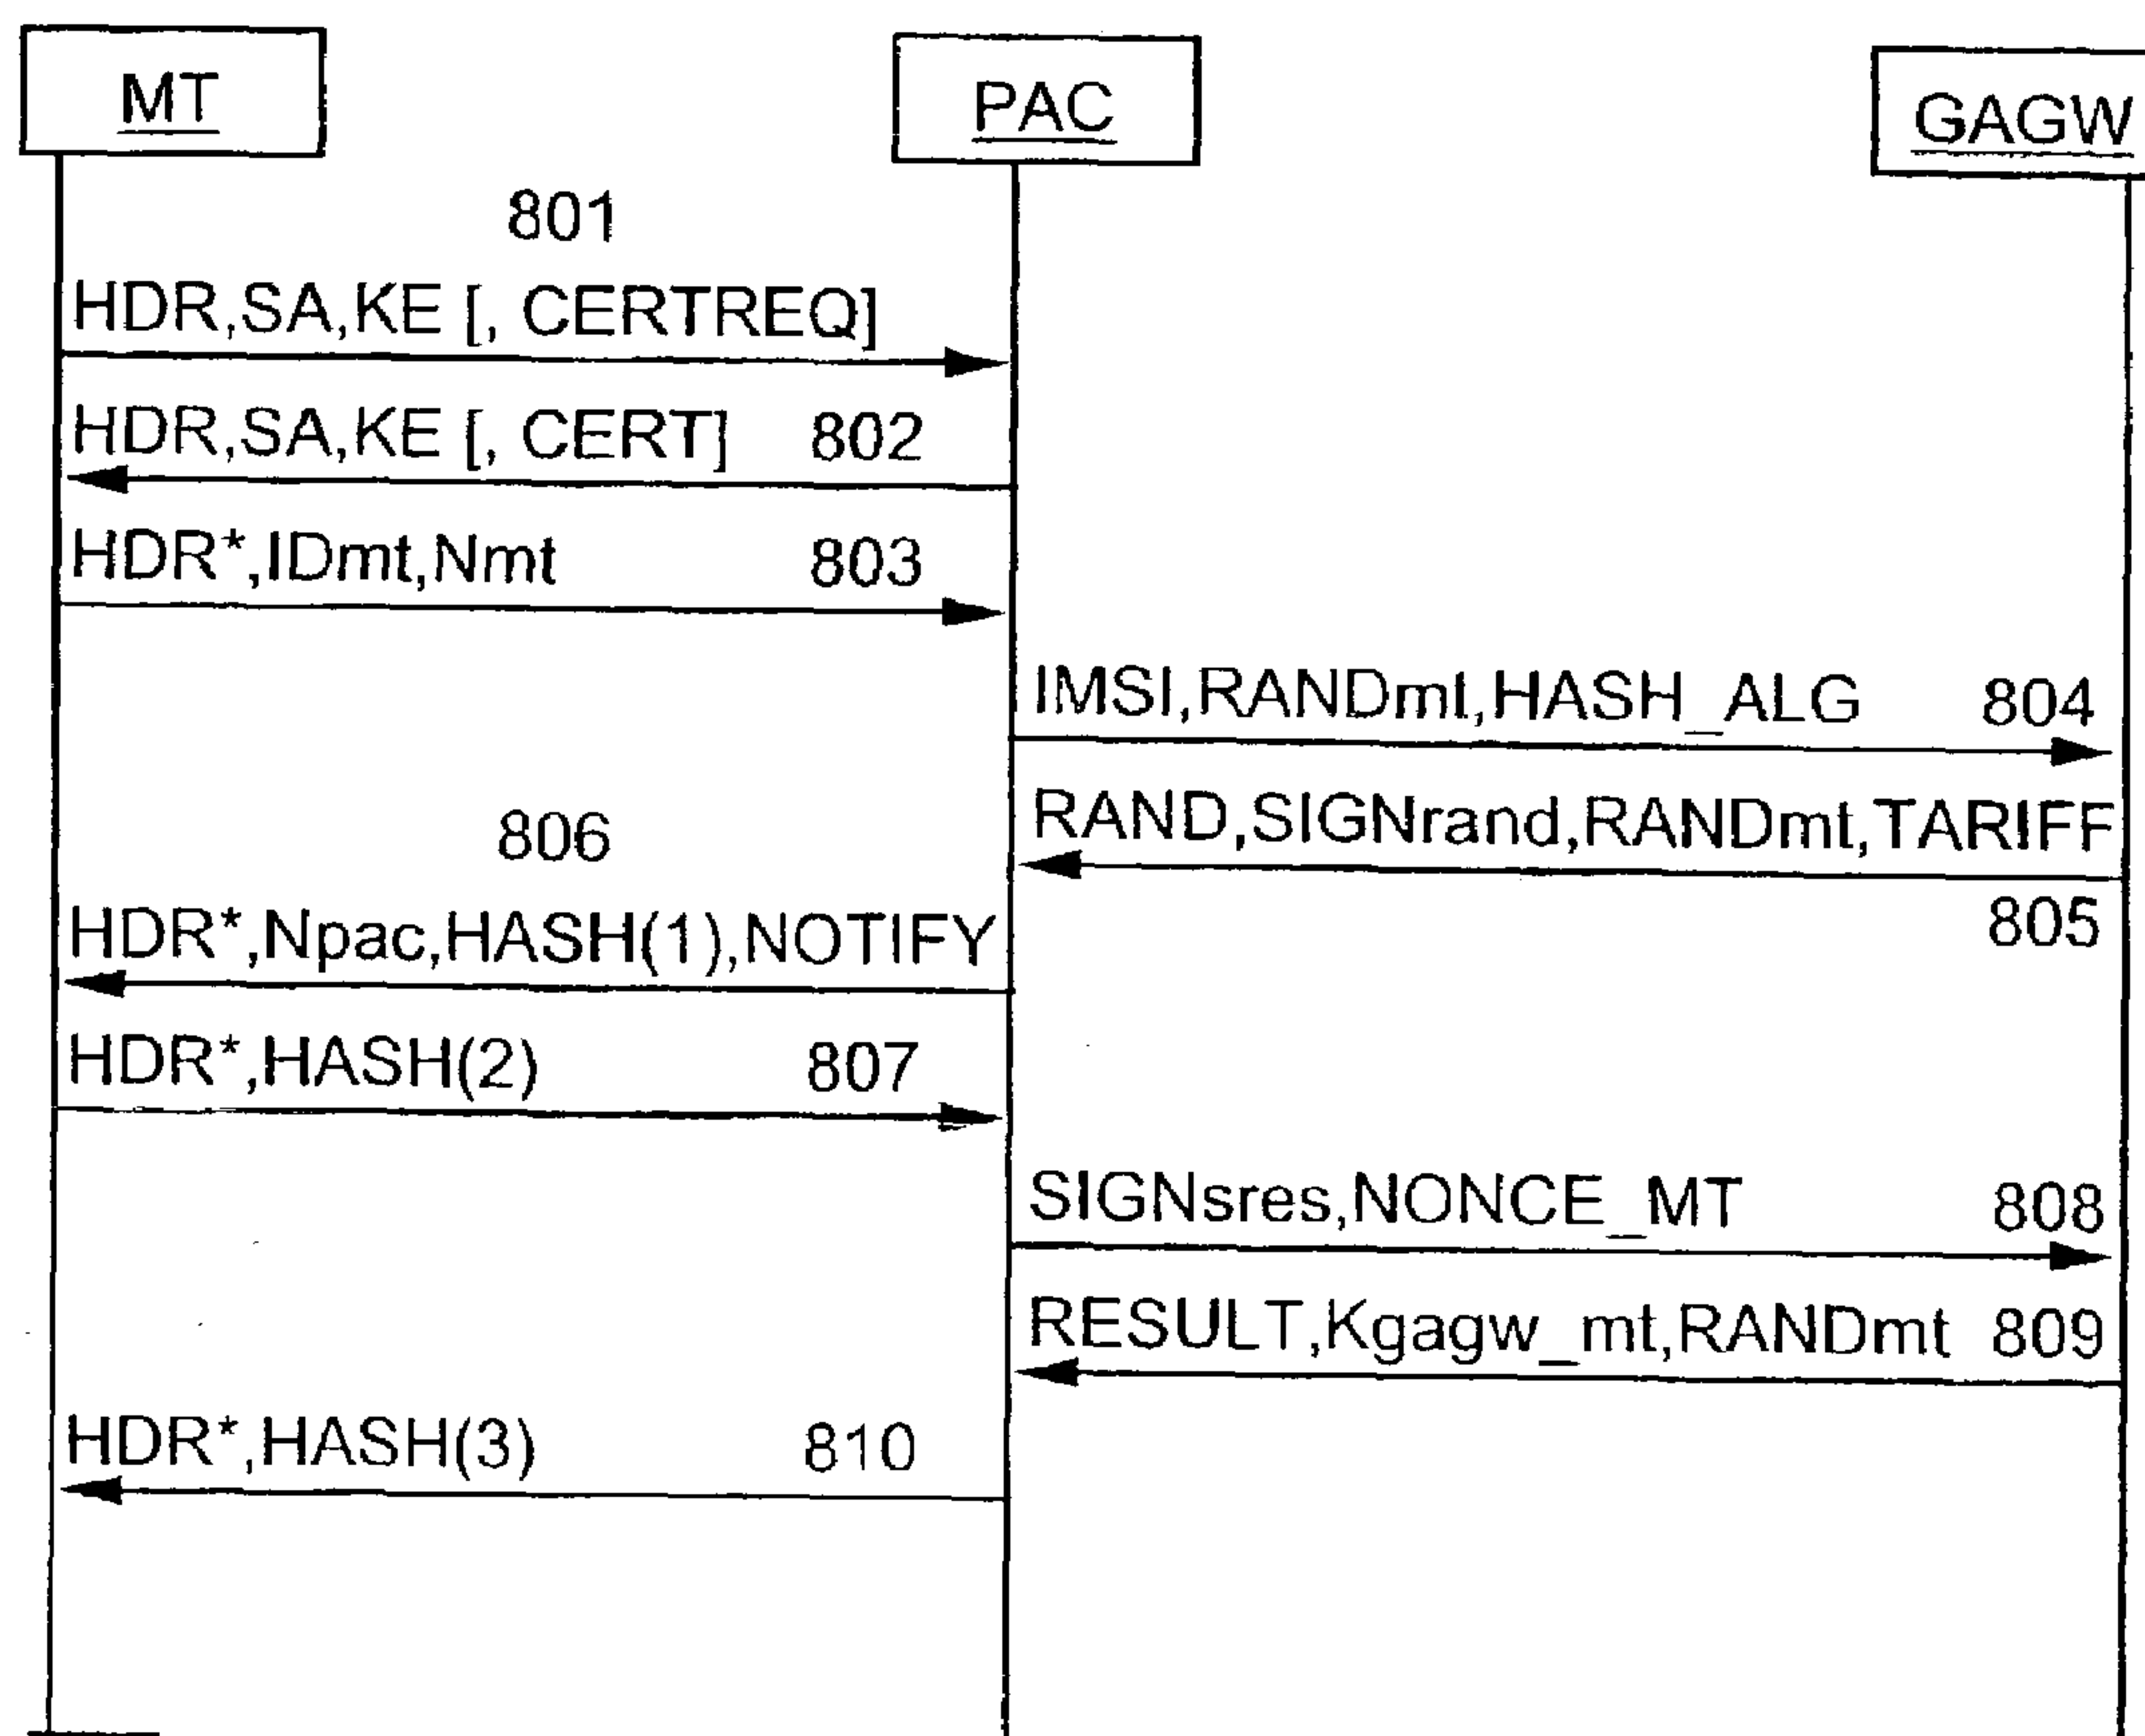 MT
PAC
GAGW
801
HDR,SA,KE [, CERTREQ]
HDR,SA,KE [, CERT] 802
HDR*,IDmt,Nmt 803
IMSI,RANDmt,HASH_ALG 804
RAND,SIGNrand,RANDmt,TARIFF
805
806
HDR*,Npac,HASH(1),NOTIFY
HDR*,HASH(2) 807
SIGNsres,NONCE_MT 808
RESULT,Kgagw_mt,RANDmt 809
HDR*,HASH(3) 810